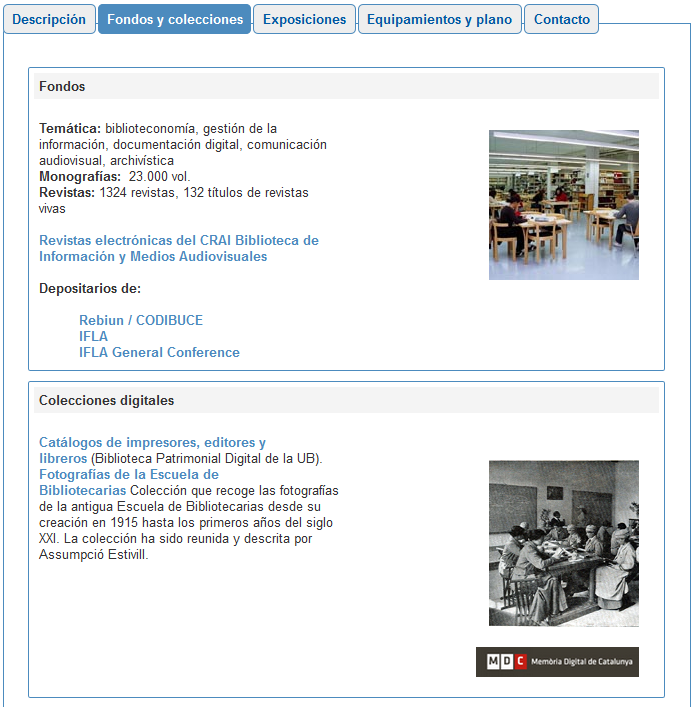 Descripción
Fondos y colecciones
Exposiciones
Equipamientos y plano
Contacto
Fondos
Temática: biblioteconomía, gestión de la
información, documentación digital, comunicación
audiovisual, archivística
Monografías: 23.000 vol.
Revistas: 1324 revistas, 132 títulos de revistas
vivas
Revistas electrónicas del CRAI Biblioteca de
Información y Medios Audiovisuales
Depositarios de:
Rebiun / CODIBUCE
IFLA
IFLA General Conference
Colecciones digitales
Catálogos de impresores, editores y
libreros (Biblioteca Patrimonial Digital de la UB).
Fotografías de la Escuela de
Bibliotecarias Colección que recoge las fotografías
de la antigua Escuela de Bibliotecarias desde su
creación en 1915 hasta los primeros años del siglo
XXI. La colección ha sido reunida y descrita por
Assumpció Estivill.
MDC Memòria Digital de Catalunya